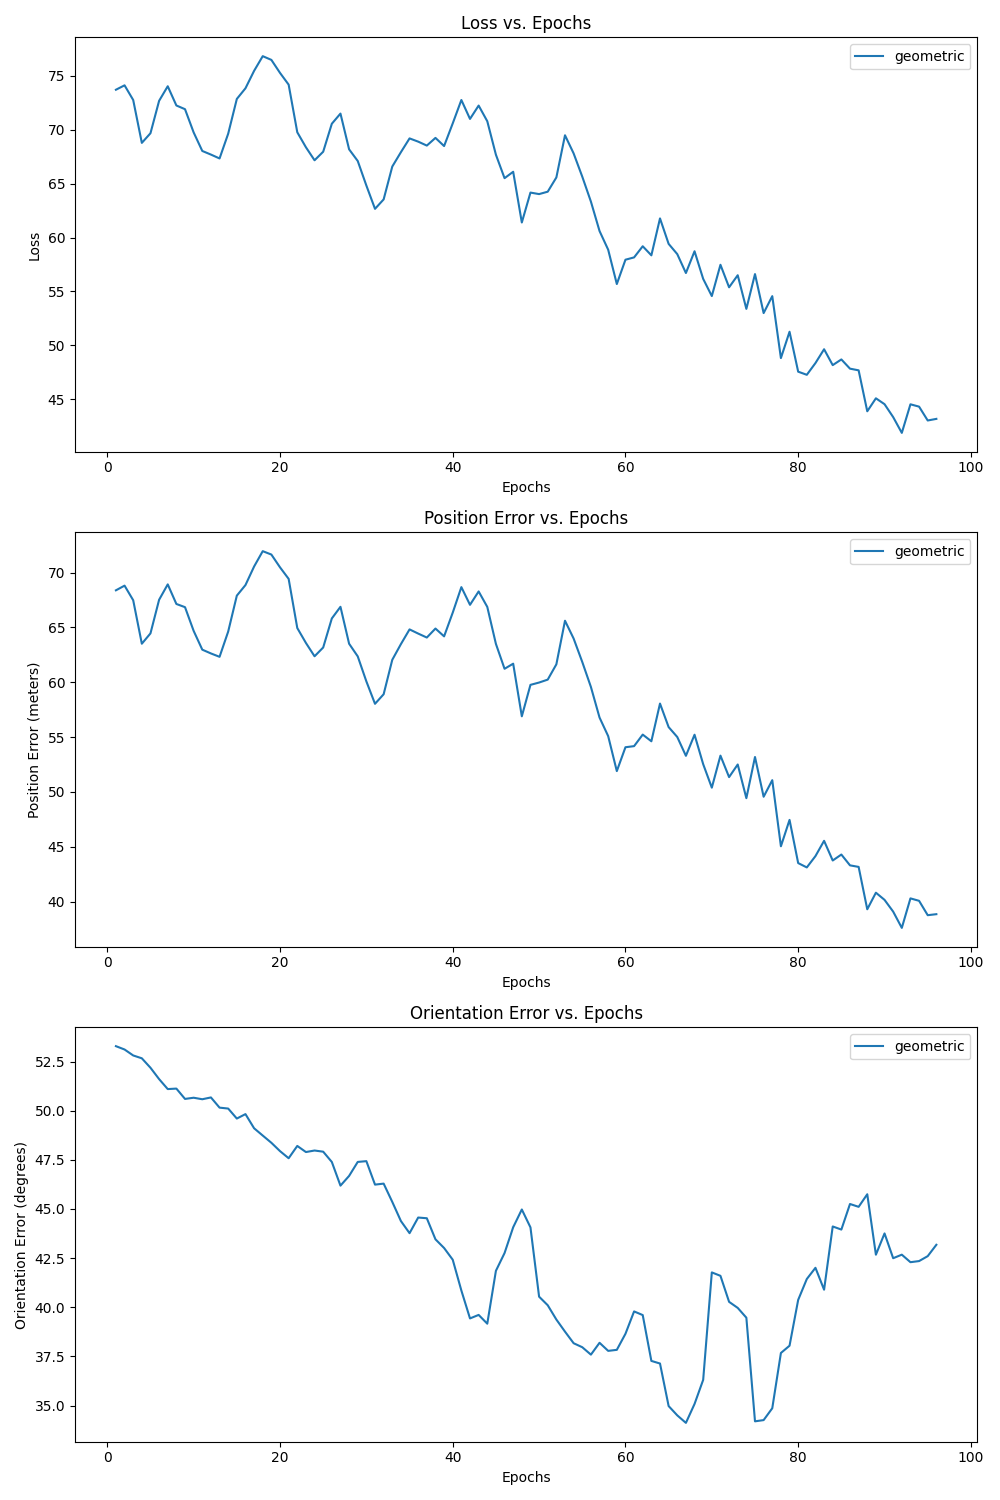 Loss vs. Epochs
geometric
75
70
65
60
55
50
45
Loss
0 20 40 60 80 100
Epochs
Position Error vs. Epochs
geometric
70
65
60
55
50
45
40
Position Error (meters)
0 20 40 60 80 100
Epochs
Orientation Error vs. Epochs
geometric
52.5
50.0
47.5
45.0
42.5
40.0
37.5
35.0
Orientation Error (degrees)
0 20 40 60 80 100
Epochs